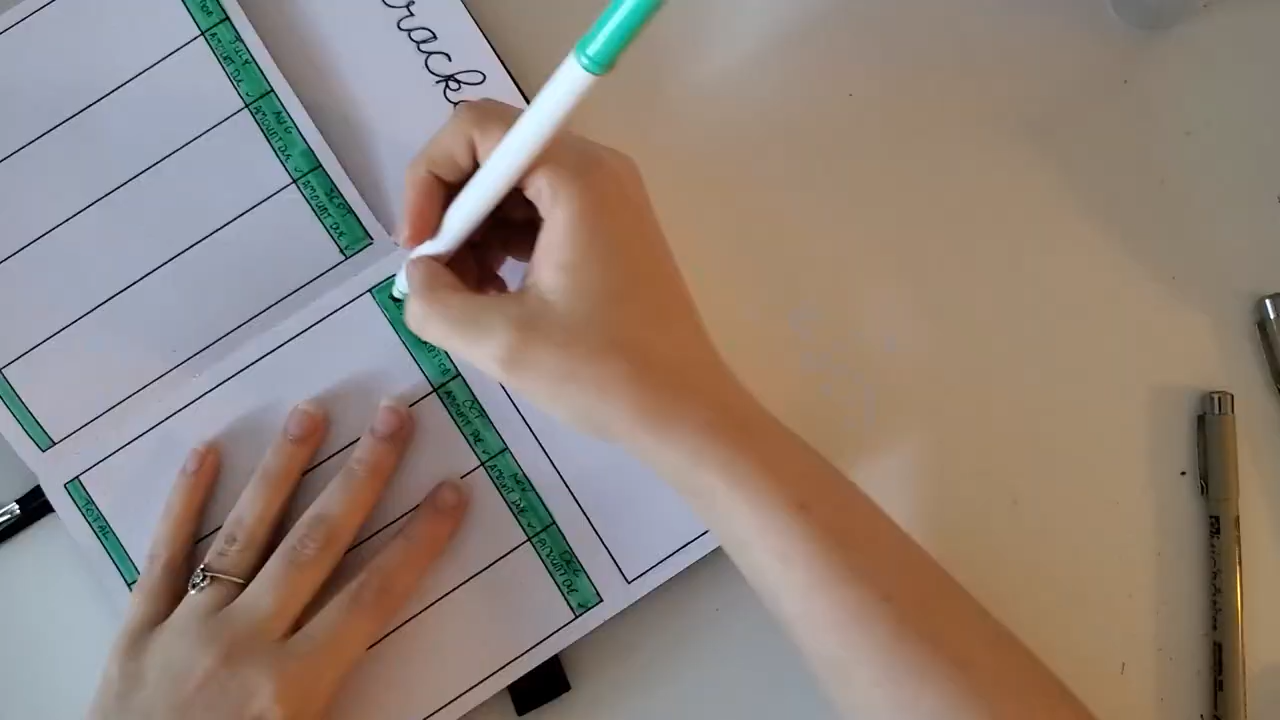 rack
JULY
AMOUNT DUE ✓
AUG
AMOUNT DUE ✓
SEPT
AMOUNT DUE ✓
OCT
AMOUNT DUE ✓
NOV
AMOUNT DUE ✓
DEC
AMOUNT DUE ✓
TOTAL